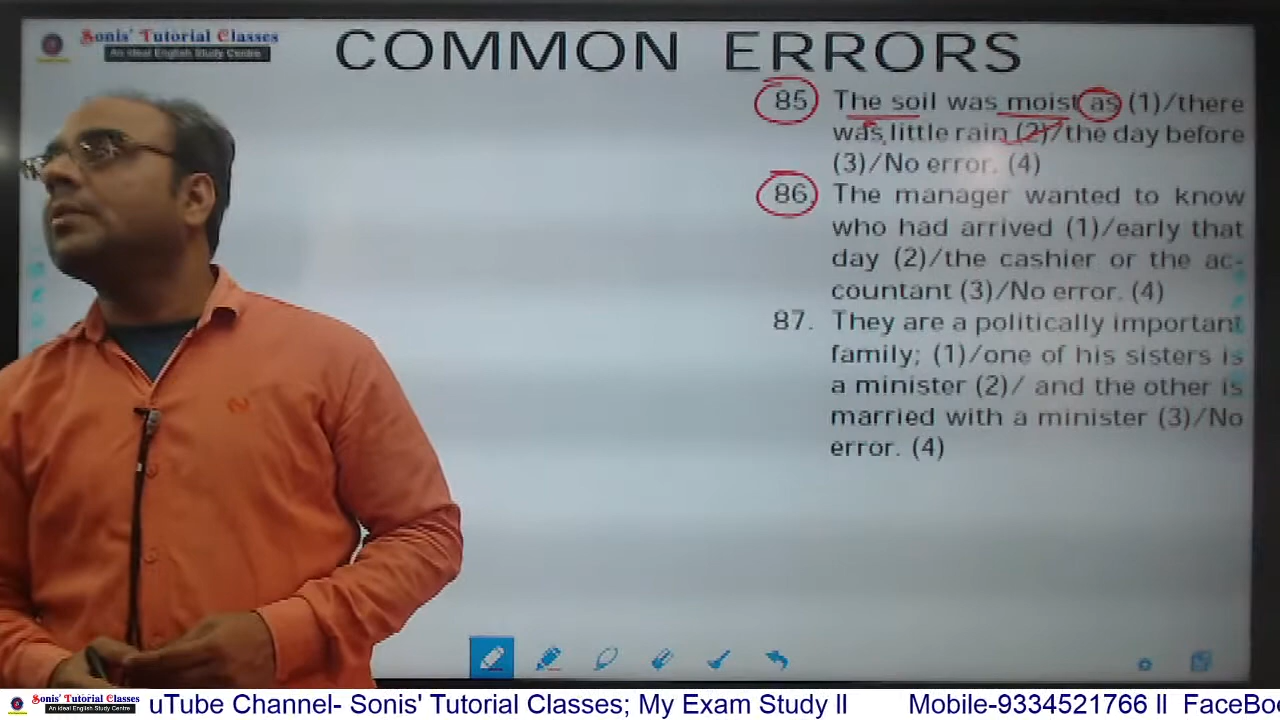 Sonis' Tutorial Classes
An Ideal English Study Centre
COMMON ERRORS
85 The soil was moist as (1)/there
was little rain (2)/the day before
(3)/No error. (4)
86 The manager wanted to know
who had arrived (1)/early that
day (2)/the cashier or the ac-
countant (3)/No error. (4)
87. They are a politically important
family; (1)/one of his sisters is
a minister (2)/ and the other is
married with a minister (3)/No
error. (4)
Sonis' Tutorial Classes
An Ideal English Study Centre
uTube Channel- Sonis' Tutorial Classes; My Exam Study ll Mobile-9334521766 ll FaceBo